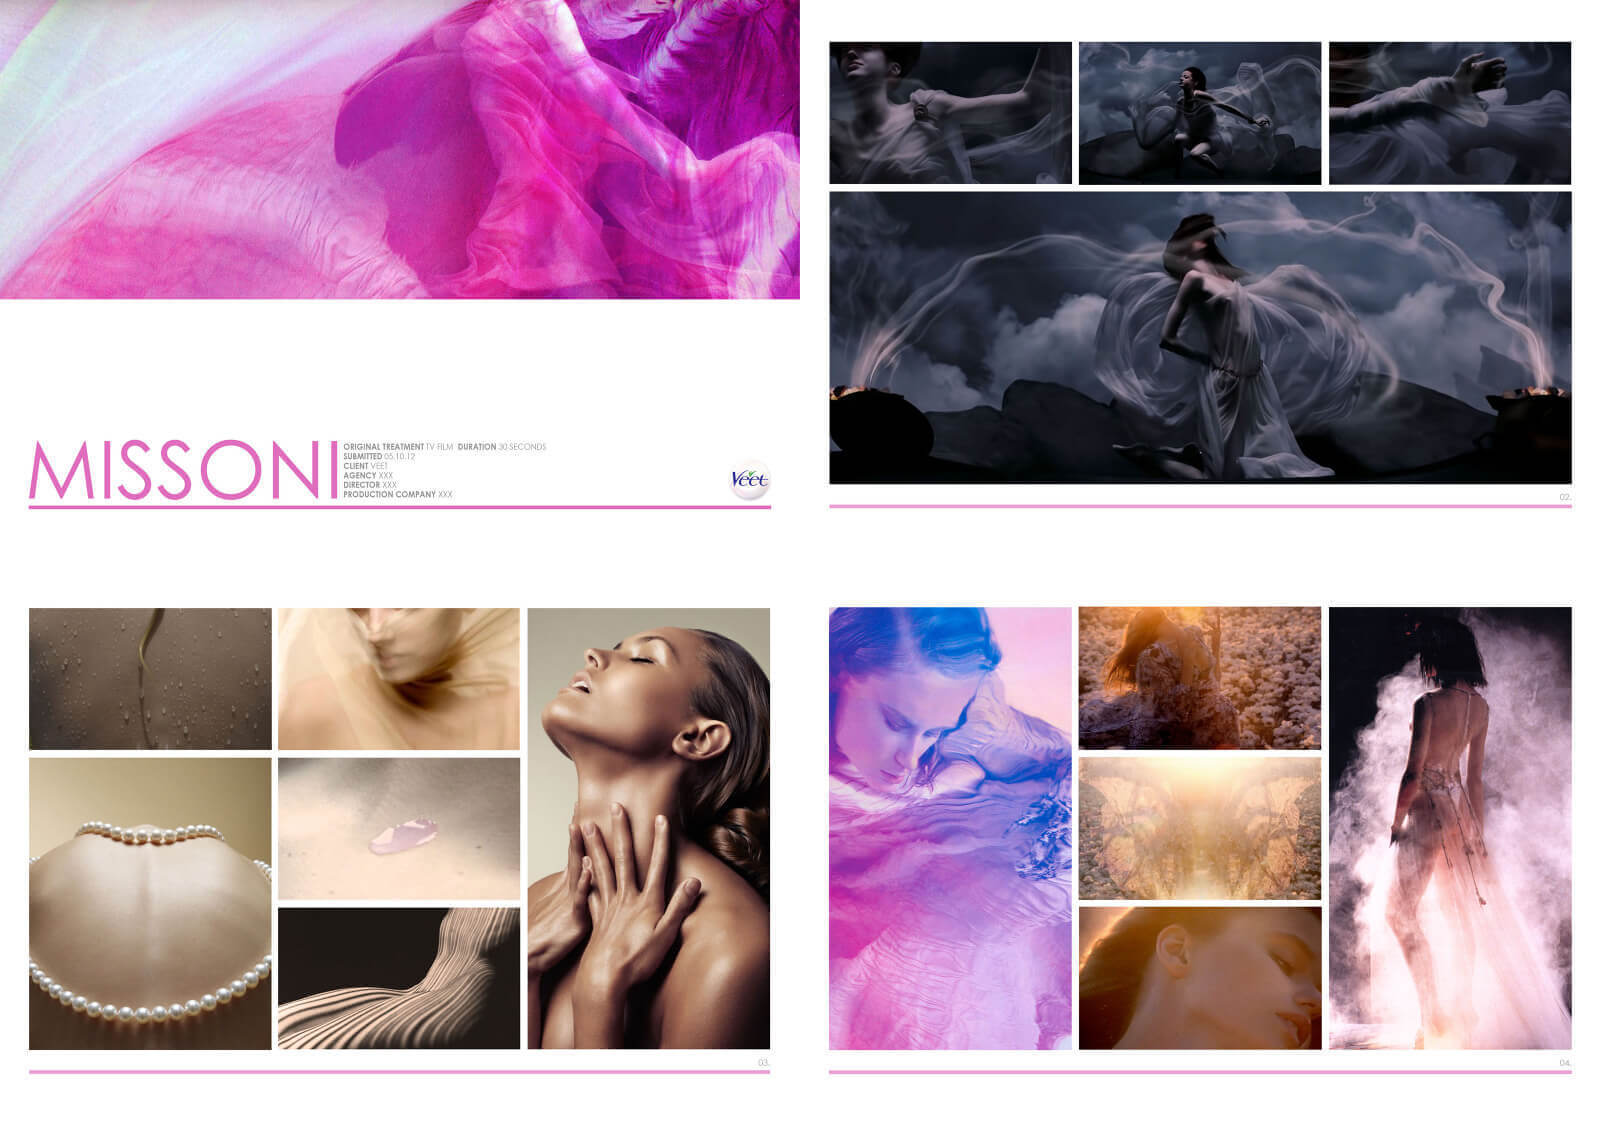 MISSONI
ORIGINAL TREATMENT TV FILM DURATION 30 SECONDS
SUBMITTED 05.10.12
CLIENT VEET
AGENCY XXX
DIRECTOR XXX
PRODUCTION COMPANY XXX
Veet
02.
03.
04.